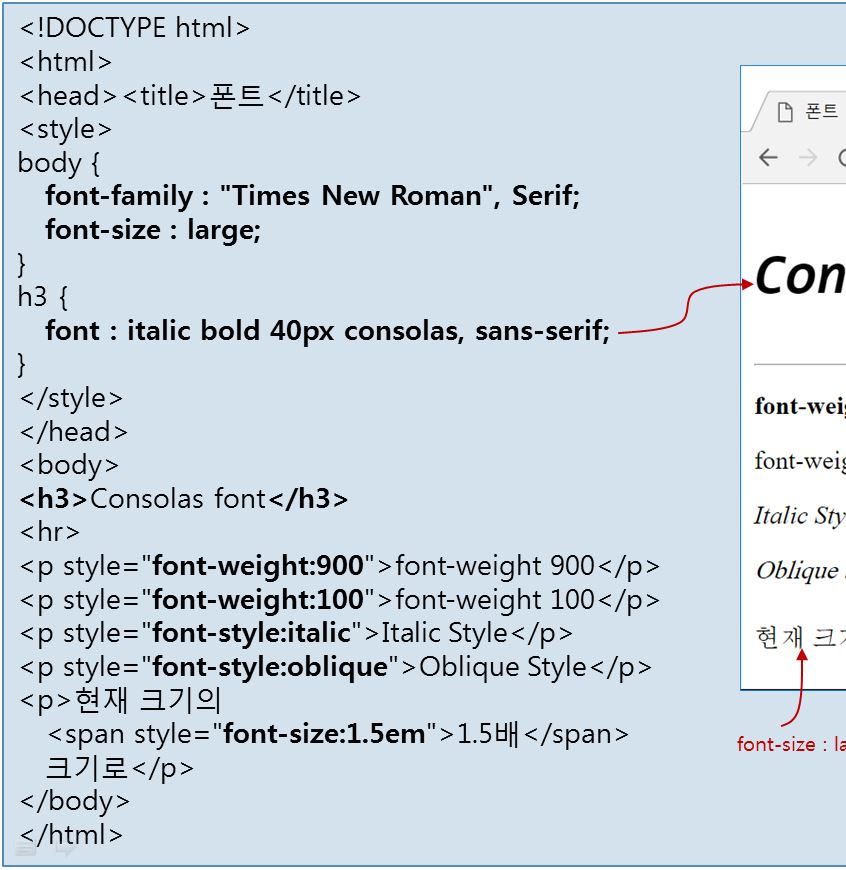 <!DOCTYPE html>
<html>
<head><title>폰트</title>
<style>
body {
font-family : "Times New Roman", Serif;
font-size : large;
}
h3 {
font : italic bold 40px consolas, sans-serif;
}
</style>
</head>
<body>
<h3>Consolas font</h3>
<hr>
<p style="font-weight:900">font-weight 900</p>
<p style="font-weight:100">font-weight 100</p>
<p style="font-style:italic">Italic Style</p>
<p style="font-style:oblique">Oblique Style</p>
<p>현재 크기의
<span style="font-size:1.5em">1.5배</span>
크기로</p>
</body>
</html>
폰트
Con
font-wei
font-weig
Italic Sty
Oblique
현재 크
font-size : la